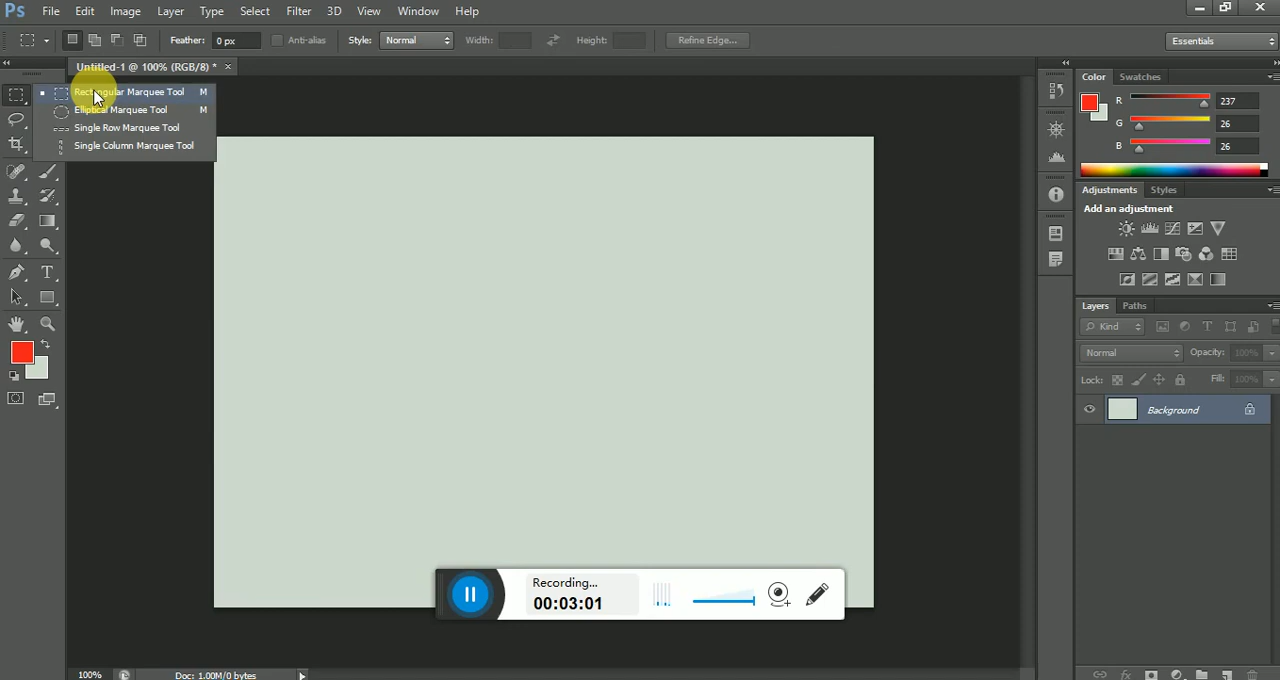 Ps File Edit Image Layer Type Select Filter 3D View Window Help
Feather: 0 px Anti-alias Style: Normal Width: Height: Refine Edge... Essentials
Untitled-1 @ 100% (RGB/8) * ×
Rectangular Marquee Tool M
Elliptical Marquee Tool M
Single Row Marquee Tool
Single Column Marquee Tool
T
Color Swatches
R 237
G 26
B 26
Adjustments Styles
Add an adjustment
Layers Paths
Kind T
Normal Opacity: 100%
Lock: Fill: 100%
Background
Recording...
00:03:01
100% Doc: 1.00M/0 bytes
fx